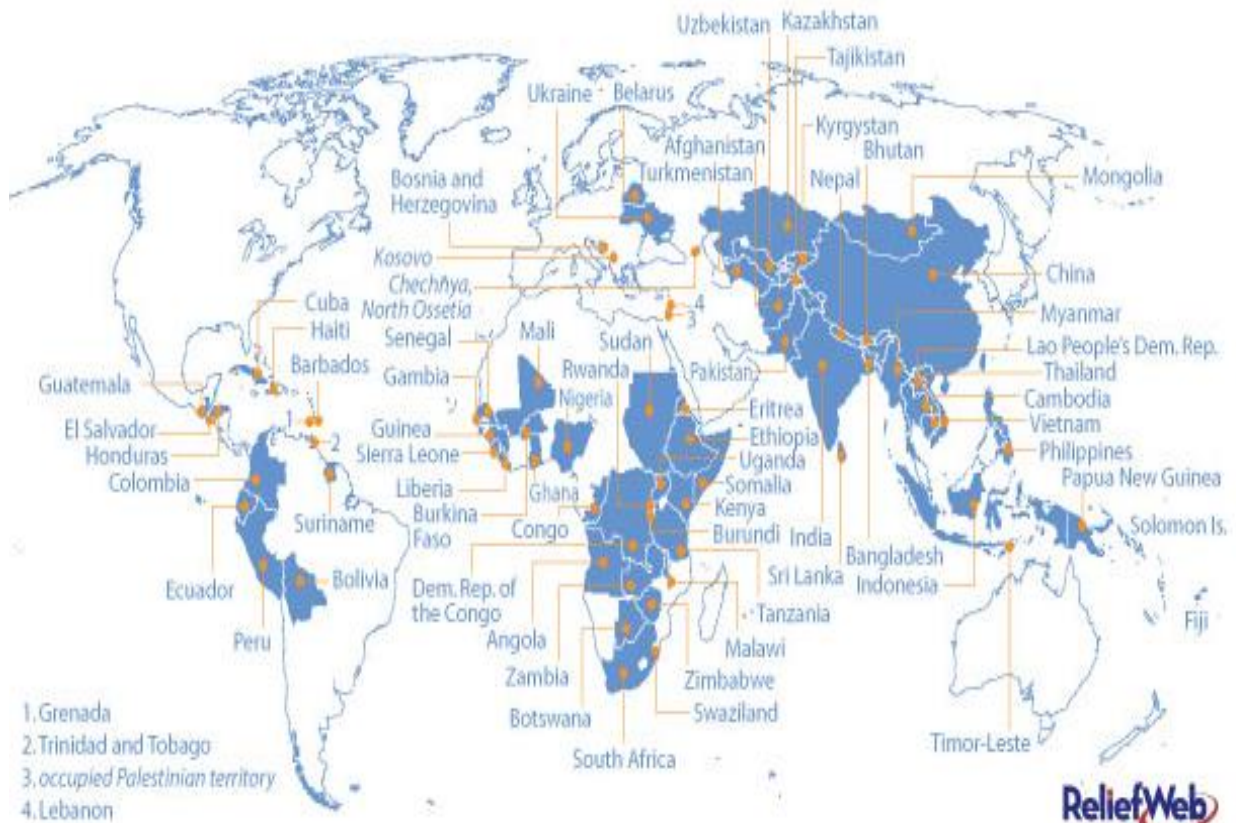 Uzbekistan
Kazakhstan
Tajikistan
Ukraine
Belarus
Kyrgystan
Afghanistan
Bhutan
Turkmenistan
Nepal
Mongolia
Bosnia and
Herzegovina
Kosovo
Chechñya,
North Ossetia
China
Cuba
Haiti
Senegal
4
3
Myanmar
Mali
Sudan
Lao People's Dem. Rep.
Barbados
Rwanda
Pakistan
Thailand
Guatemala
Gambia
Nigeria
Cambodia
1
2
Eritrea
Vietnam
El Salvador
Guinea
Ethiopia
Honduras
Sierra Leone
Uganda
Philippines
Colombia
Liberia
Ghana
Somalia
Papua New Guinea
Suriname
Burkina
Faso
Congo
Kenya
Burundi
India
Solomon Is.
Bangladesh
Ecuador
Bolivia
Dem. Rep. of
the Congo
Sri Lanka
Indonesia
Tanzania
Fiji
Peru
Angola
Malawi
Zambia
Zimbabwe
Botswana
Swaziland
South Africa
Timor-Leste
1. Grenada
2. Trinidad and Tobago
3. occupied Palestinian territory
4. Lebanon
ReliefWeb